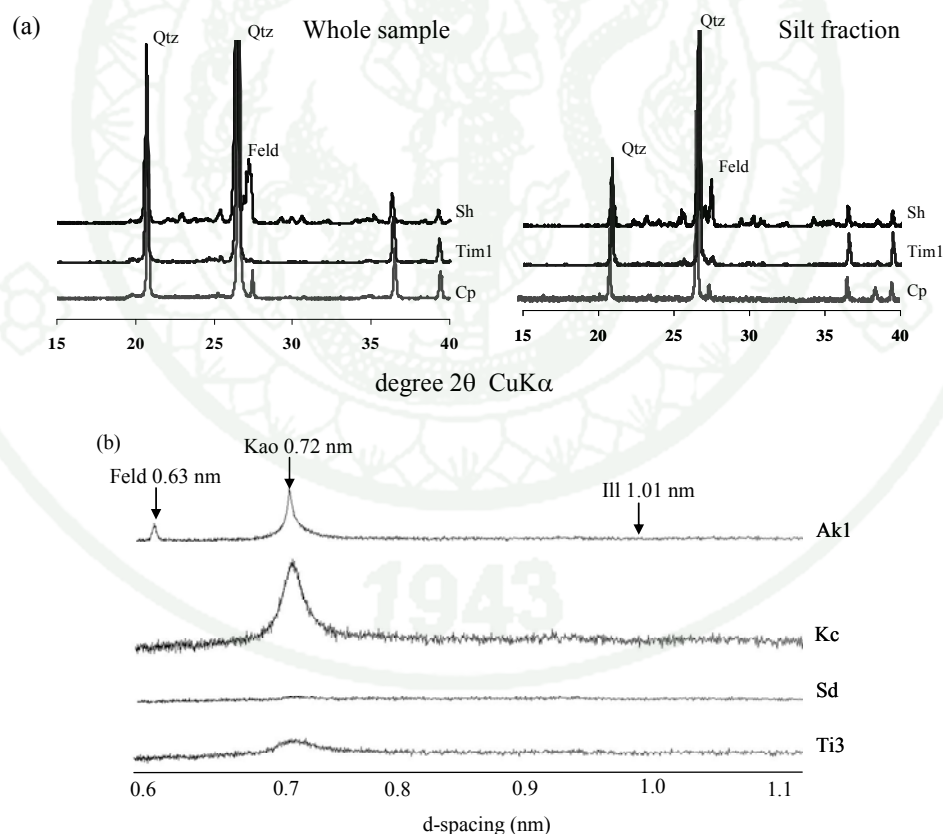 (a)
Whole sample
Silt fraction
Qtz
Qtz
Feld
Sh
Tim1
Cp
15 20 25 30 35 40
Qtz
Qtz
Feld
Sh
Tim1
Cp
15 20 25 30 35 40
degree 2θ CuKα
(b)
Feld 0.63 nm
Kao 0.72 nm
Ill 1.01 nm
Ak1
Kc
Sd
Ti3
0.6 0.7 0.8 0.9 1.0 1.1
d-spacing (nm)
1943